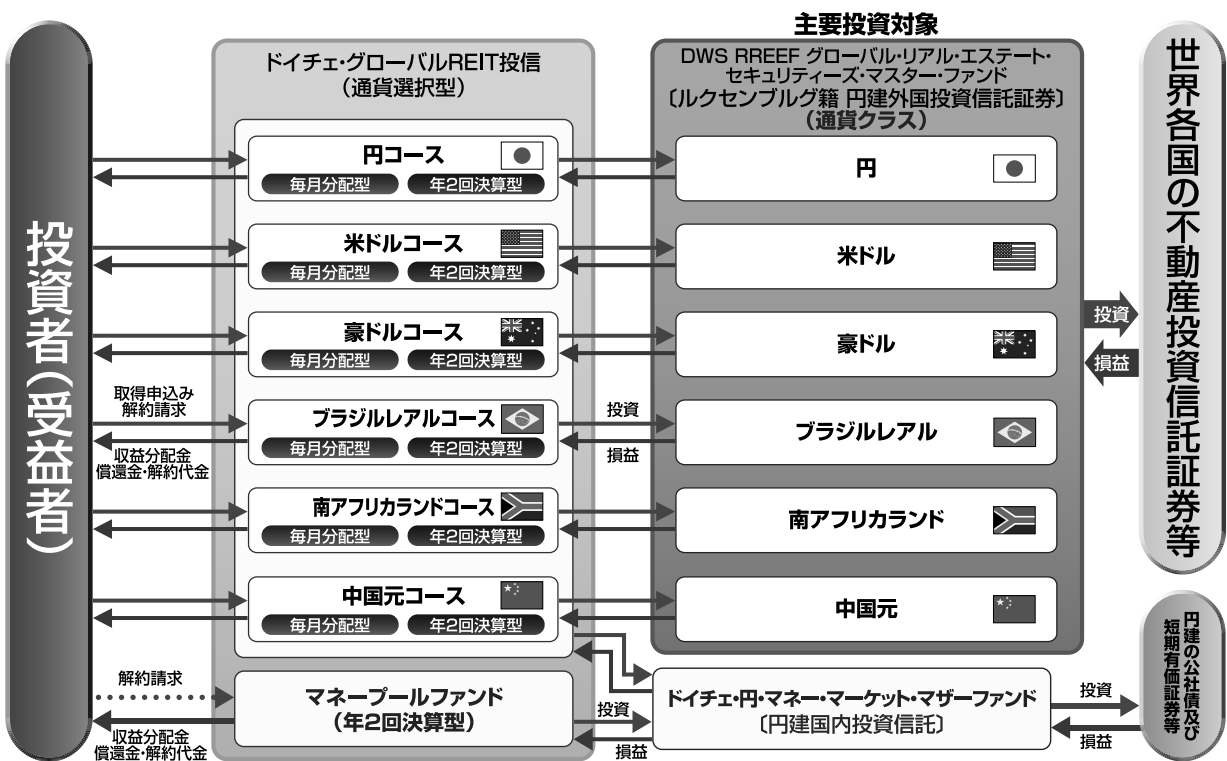 主要投資対象
投資者(受益者)
ドイチェ・グローバルREIT投信
(通貨選択型)
DWS RREEF グローバル・リアル・エステート・
セキュリティーズ・マスター・ファンド
〔ルクセンブルグ籍 円建外国投資信託証券〕
(通貨クラス)
世界各国の不動産投資信託証券等
円コース
毎月分配型
年2回決算型
円
米ドルコース
毎月分配型
年2回決算型
米ドル
豪ドルコース
毎月分配型
年2回決算型
豪ドル
投資
損益
取得申込み
解約請求
収益分配金
償還金・解約代金
ブラジルレアルコース
毎月分配型
年2回決算型
投資
損益
ブラジルレアル
南アフリカランドコース
毎月分配型
年2回決算型
南アフリカランド
中国元コース
毎月分配型
年2回決算型
中国元
解約請求
収益分配金
償還金・解約代金
マネープールファンド
(年2回決算型)
投資
損益
ドイチェ・円・マネー・マーケット・マザーファンド
〔円建国内投資信託〕
投資
損益
円建の公社債及び
短期有価証券等